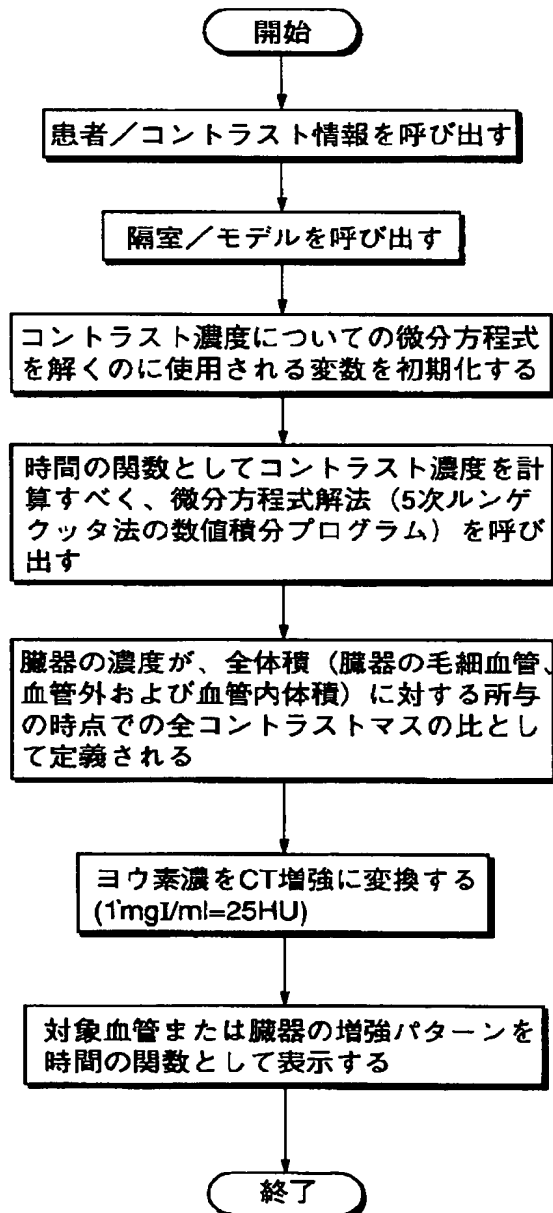 開始
患者／コントラスト情報を呼び出す
隔室／モデルを呼び出す
コントラスト濃度についての微分方程式
を解くのに使用される変数を初期化する
時間の関数としてコントラスト濃度を計
算すべく、微分方程式解法（5次ルンゲ
クッタ法の数値積分プログラム）を呼び
出す
臓器の濃度が、全体積（臓器の毛細血管、
血管外および血管内体積）に対する所与
の時点での全コントラストマスの比とし
て定義される
ヨウ素濃をCT増強に変換する
(1mgI/ml=25HU)
対象血管または臓器の増強パターンを
時間の関数として表示する
終了